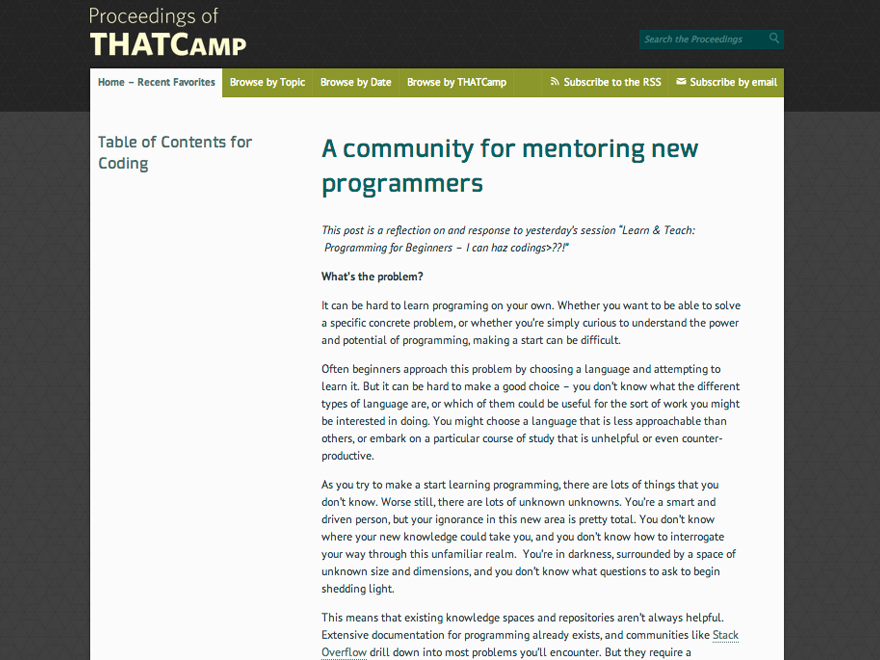 Proceedings of
THATCAMP
Search the Proceedings
Home – Recent Favorites
Browse by Topic
Browse by Date
Browse by THATCamp
Subscribe to the RSS
Subscribe by email
Table of Contents for
Coding
A community for mentoring new
programmers
This post is a reflection on and response to yesterday's session "Learn & Teach:
Programming for Beginners – I can haz codings>??!"
What's the problem?
It can be hard to learn programing on your own. Whether you want to be able to solve
a specific concrete problem, or whether you're simply curious to understand the power
and potential of programming, making a start can be difficult.
Often beginners approach this problem by choosing a language and attempting to
learn it. But it can be hard to make a good choice – you don't know what the different
types of language are, or which of them could be useful for the sort of work you might
be interested in doing. You might choose a language that is less approachable than
others, or embark on a particular course of study that is unhelpful or even counter-
productive.
As you try to make a start learning programming, there are lots of things that you
don't know. Worse still, there are lots of unknown unknowns. You're a smart and
driven person, but your ignorance in this new area is pretty total. You don't know
where your new knowledge could take you, and you don't know how to interrogate
your way through this unfamiliar realm. You're in darkness, surrounded by a space of
unknown size and dimensions, and you don't know what questions to ask to begin
shedding light.
This means that existing knowledge spaces and repositories aren't always helpful.
Extensive documentation for programming already exists, and communities like Stack
Overflow drill down into most problems you'll encounter. But they require a